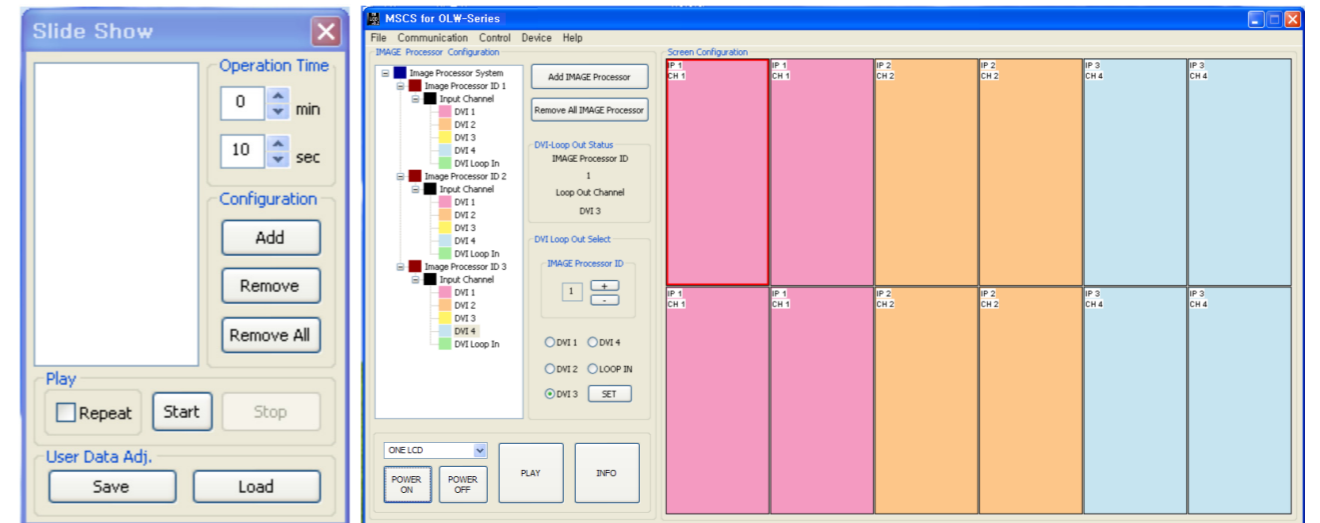 Slide Show
Operation Time
0 min
10 sec
Configuration
Add
Remove
Remove All
Play
Repeat Start Stop
User Data Adj.
Save Load
MSCS for OLW-Series
File Communication Control Device Help
IMAGE Processor Configuration
Image Processor System
Image Processor ID 1
Input Channel
DVI 1
DVI 2
DVI 3
DVI 4
DVI Loop In
Image Processor ID 2
Input Channel
DVI 1
DVI 2
DVI 3
DVI 4
DVI Loop In
Image Processor ID 3
Input Channel
DVI 1
DVI 2
DVI 3
DVI 4
DVI Loop In
Add IMAGE Processor
Remove All IMAGE Processor
DVI-Loop Out Status
IMAGE Processor ID
1
Loop Out Channel
DVI 3
DVI Loop Out Select
IMAGE Processor ID
1 + -
DVI 1 DVI 4
DVI 2 LOOP IN
DVI 3 SET
ONE LCD
POWER ON
POWER OFF
PLAY
INFO
Screen Configuration
IP 1 IP 1 IP 2 IP 2 IP 3 IP 3
CH 1 CH 1 CH 2 CH 2 CH 4 CH 4
IP 1 IP 1 IP 2 IP 2 IP 3 IP 3
CH 1 CH 1 CH 2 CH 2 CH 4 CH 4